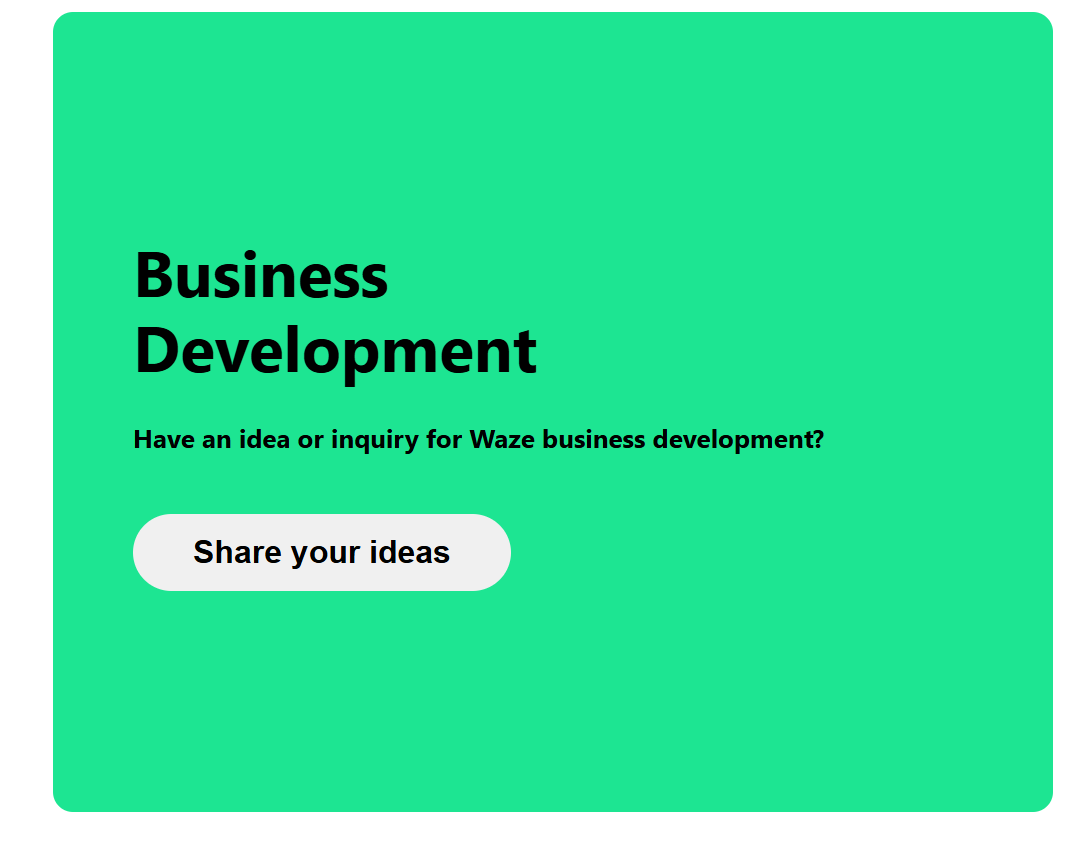 Business
Development
Have an idea or inquiry for Waze business development?
Share your ideas